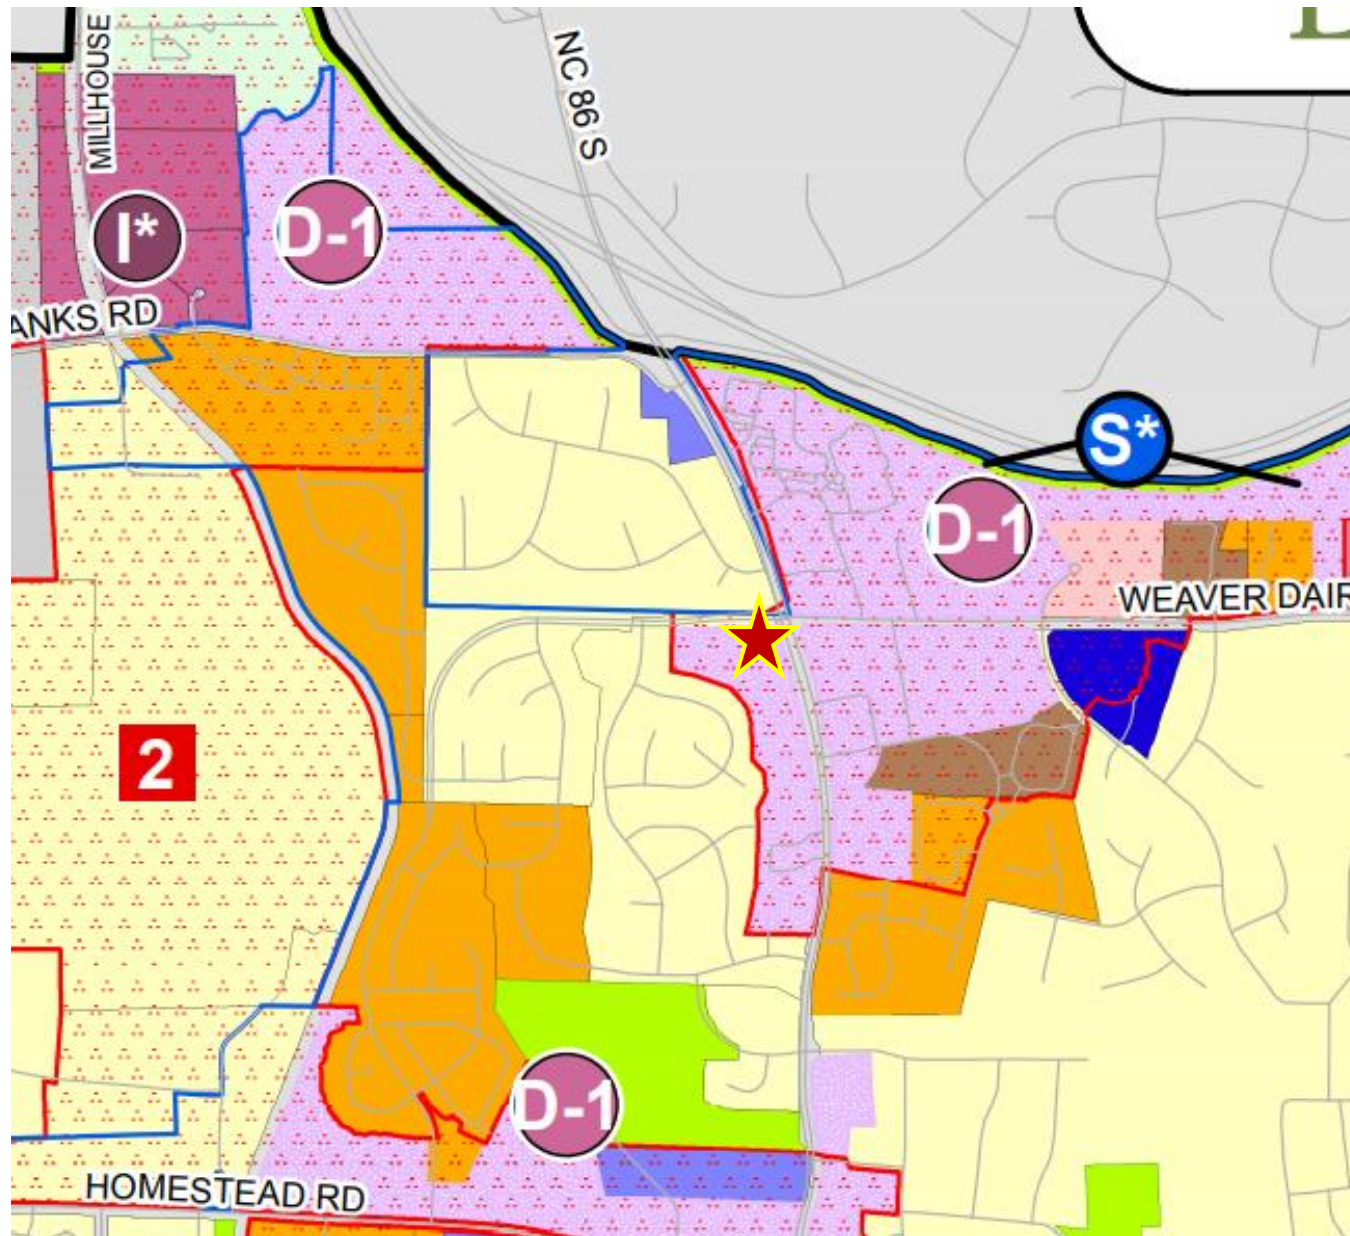 MILLHOUSE
NC 86 S
I*
D-1
ANKS RD
S*
D-1
WEAVER DAIR
2
D-1
HOMESTEAD RD